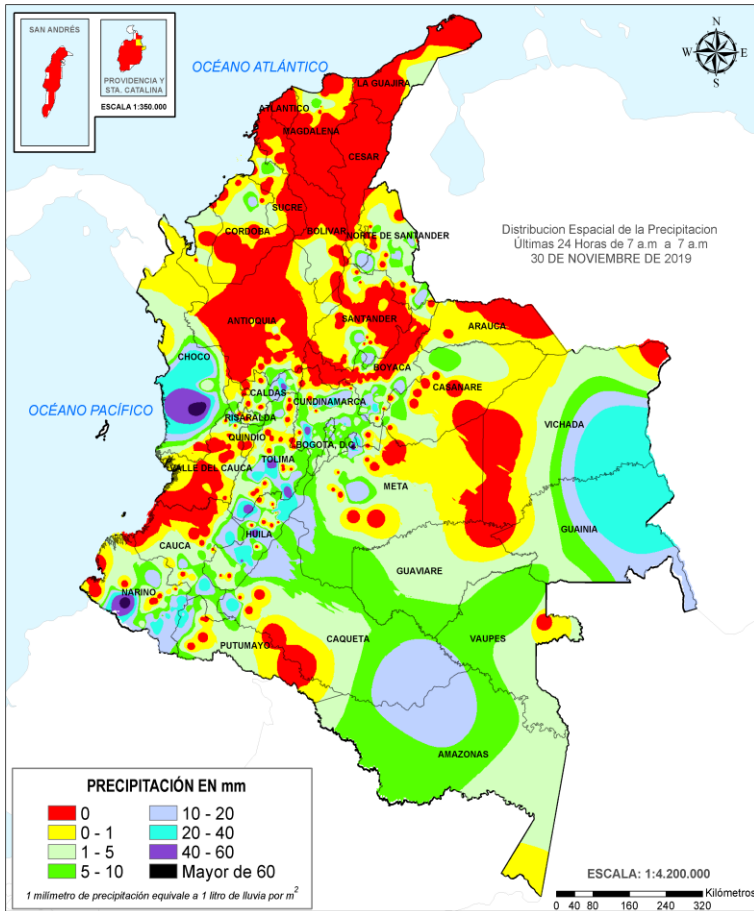 SAN ANDRÉS
PROVIDENCIA Y
STA. CATALINA
ESCALA 1:350.000
OCÉANO ATLÁNTICO
N
W E
S
LA GUAJIRA
ATLANTICO
MAGDALENA
CESAR
SUCRE
CORDOBA
BOLIVAR
NORTE DE SANTANDER
Distribucion Espacial de la Precipitacion
Últimas 24 Horas de 7 a.m a 7 a.m
30 DE NOVIEMBRE DE 2019
ANTIOQUIA
SANTANDER
ARAUCA
CHOCO
BOYACA
CASANARE
CALDAS
CUNDINAMARCA
OCÉANO PACÍFICO
RISARALDA
VICHADA
QUINDIO
BOGOTA, D.C.
TOLIMA
VALLE DEL CAUCA
META
GUAINIA
HUILA
CAUCA
GUAVIARE
NARINO
CAQUETA
VAUPES
PUTUMAYO
AMAZONAS
PRECIPITACIÓN EN mm
0
0 - 1
1 - 5
5 - 10
10 - 20
20 - 40
40 - 60
Mayor de 60
1 milímetro de precipitación equivale a 1 litro de lluvia por m²
ESCALA: 1:4.200.000
Kilómetros
0 40 80 160 240 320